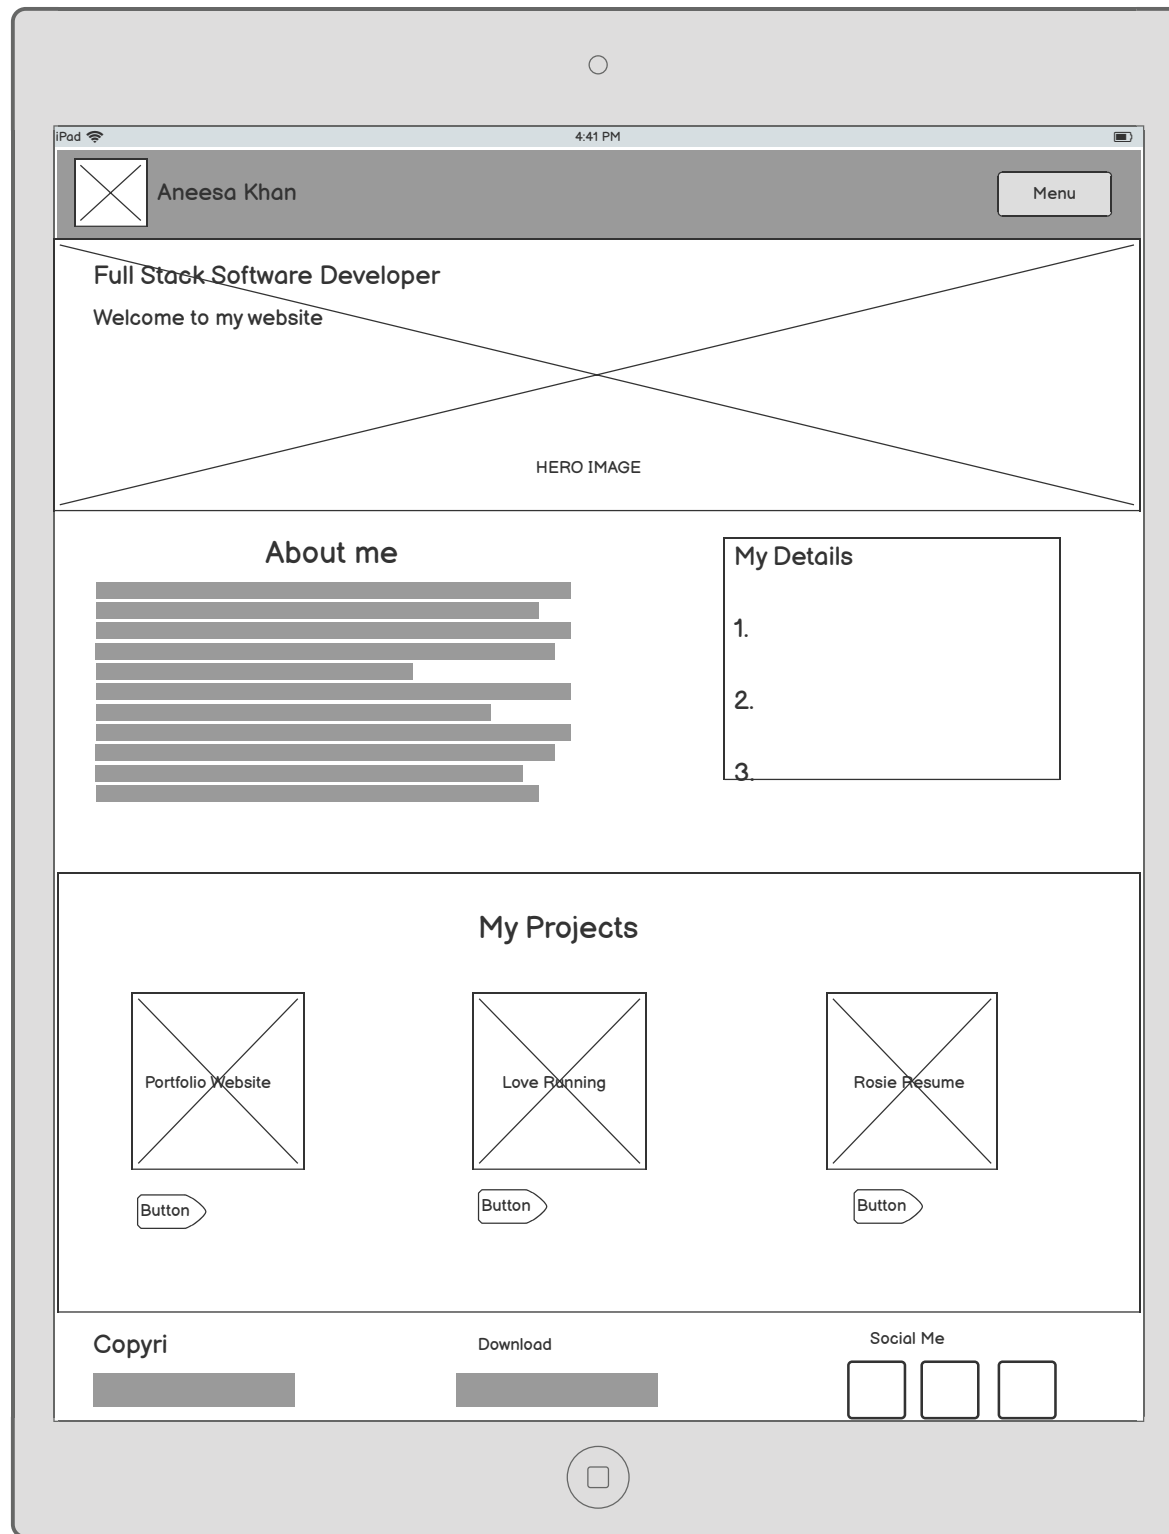 iPad 4:41 PM
Aneesa Khan Menu
Full Stack Software Developer
Welcome to my website
HERO IMAGE
About me
My Details
1.
2.
3.
My Projects
Portfolio Website Love Running Rosie Resume
Button Button Button
Copyri Download Social Me